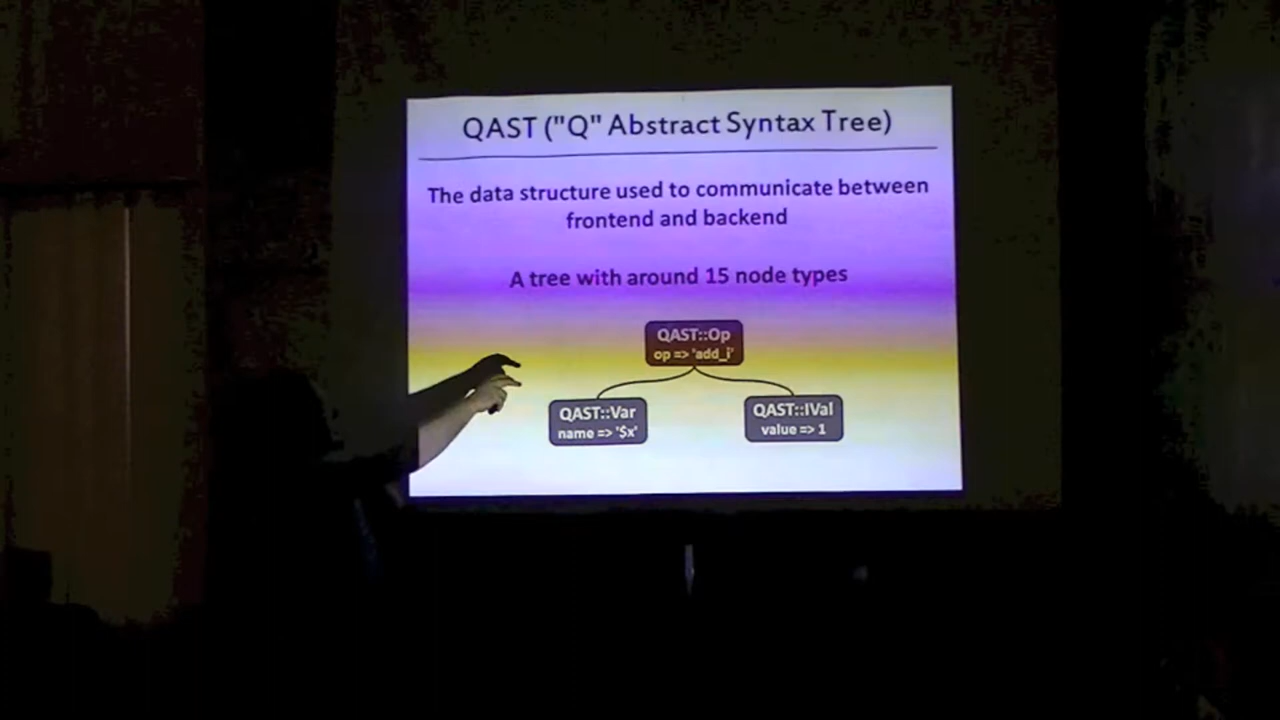 QAST ("Q" Abstract Syntax Tree)
The data structure used to communicate between
frontend and backend
A tree with around 15 node types
QAST::Op
op => 'add_i'
QAST::Var
name => '$x'
QAST::IVal
value => 1